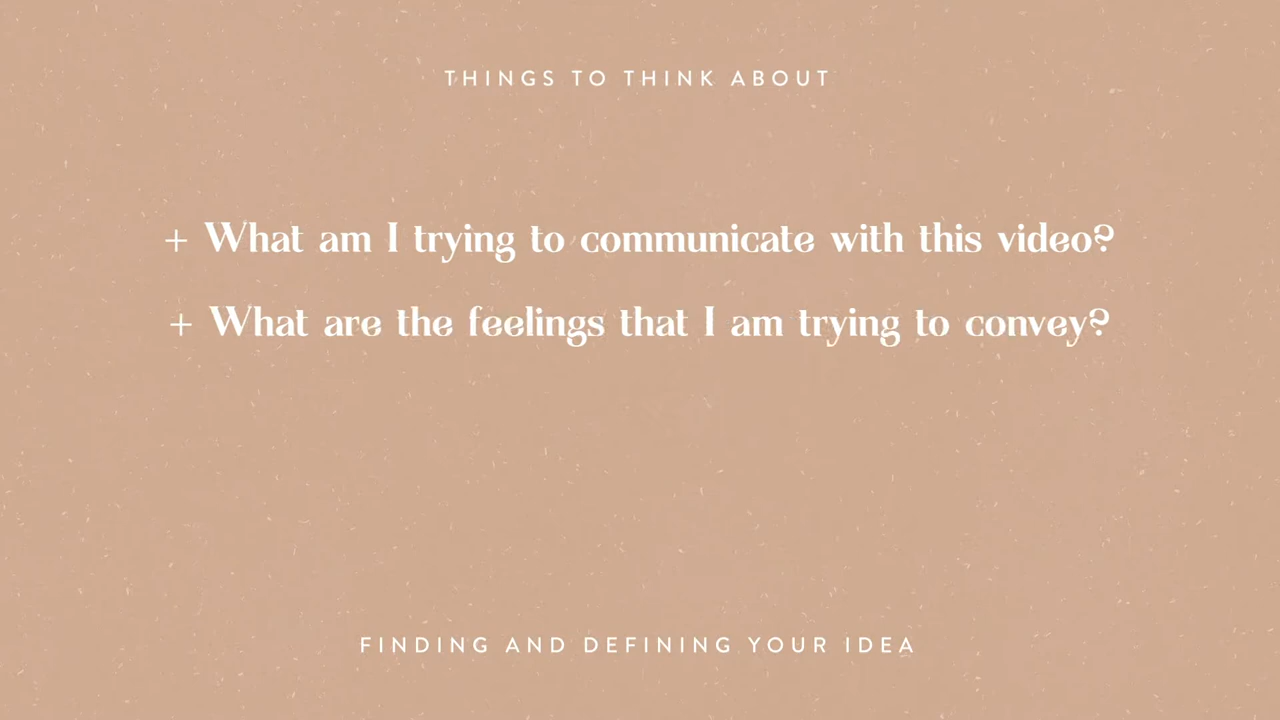 THINGS TO THINK ABOUT
+ What am I trying to communicate with this video?
+ What are the feelings that I am trying to convey?
FINDING AND DEFINING YOUR IDEA